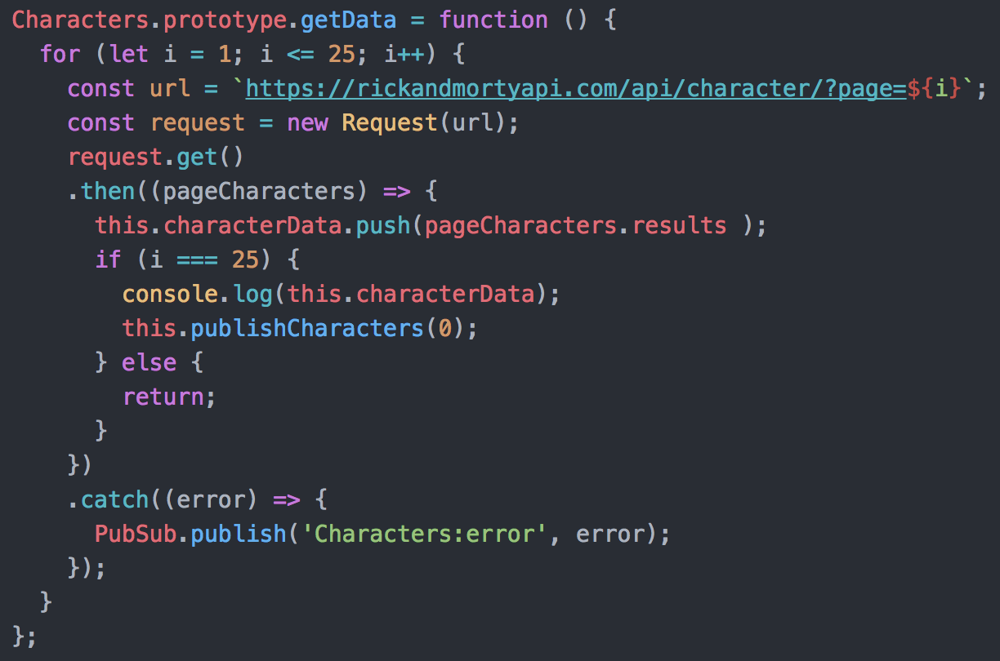 Characters.prototype.getData = function () {
  for (let i = 1; i <= 25; i++) {
    const url = `https://rickandmortyapi.com/api/character/?page=${i}`;
    const request = new Request(url);
    request.get()
    .then((pageCharacters) => {
      this.characterData.push(pageCharacters.results );
      if (i === 25) {
        console.log(this.characterData);
        this.publishCharacters(0);
      } else {
        return;
      }
    })
    .catch((error) => {
      PubSub.publish('Characters:error', error);
    });
  }
};